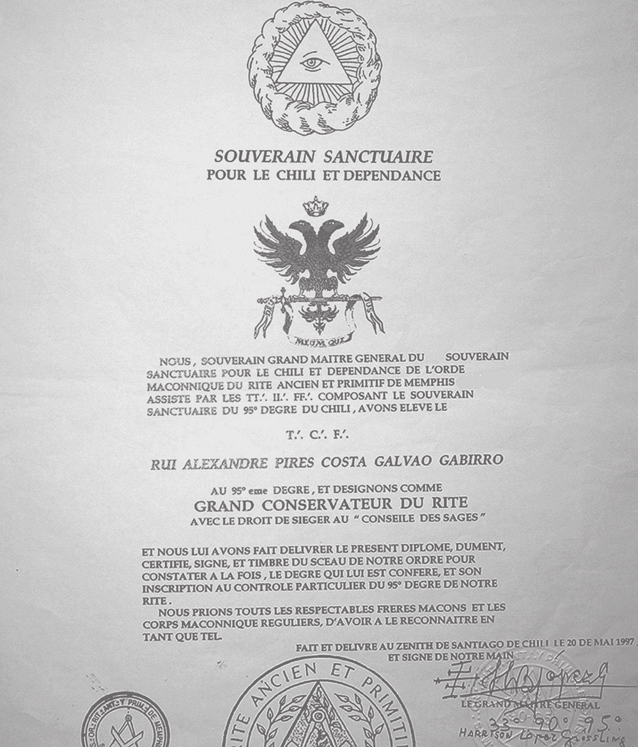 SOUVERAIN SANCTUAIRE
POUR LE CHILI ET DEPENDANCE
NOUS, SOUVERAIN GRAND MAITRE GENERAL DU SOUVERAIN
SANCTUAIRE POUR LE CHILI ET DEPENDANCE DE L'ORDE
MACONNIQUE DU RITE ANCIEN ET PRIMITIF DE MEMPHIS
ASSISTE PAR LES TT.'. II.'. FF.'. COMPOSANT LE SOUVERAIN
SANCTUAIRE DU 95º DEGRE DU CHILI, AVONS ELEVE LE
T.'. C.'. F.'.
RUI ALEXANDRE PIRES COSTA GALVAO GABIRRO
AU 95º eme DEGRE, ET DESIGNONS COMME
GRAND CONSERVATEUR DU RITE
AVEC LE DROIT DE SIEGER AU "CONSEILE DES SAGES"
ET NOUS LUI AVONS FAIT DELIVRER LE PRESENT DIPLOME, DUMENT,
CERTIFIE, SIGNE, ET TIMBRE DU SCEAU DE NOTRE ORDRE POUR
CONSTATER A LA FOIS, LE DEGRE QUI LUI EST CONFERE, ET SON
INSCRIPTION AU CONTROLE PARTICULIER DU 95º DEGRE DE NOTRE
RITE.
NOUS PRIONS TOUTS LES RESPECTABLES FRERES MACONS ET LES
CORPS MACONNIQUE REGULIERS, D'AVOIR A LE RECONNAITRE EN
TANT QUE TEL.
FAIT ET DELIVRE AU ZENITH DE SANTIAGO DE CHILI LE 20 DE MAI 1997
ET SIGNE DE NOTRE MAIN
LE GRAND MAITRE GENERAL
33º 90º 95º
HARRISON LOPEZ
RITE ANCIEN ET PRIMITI